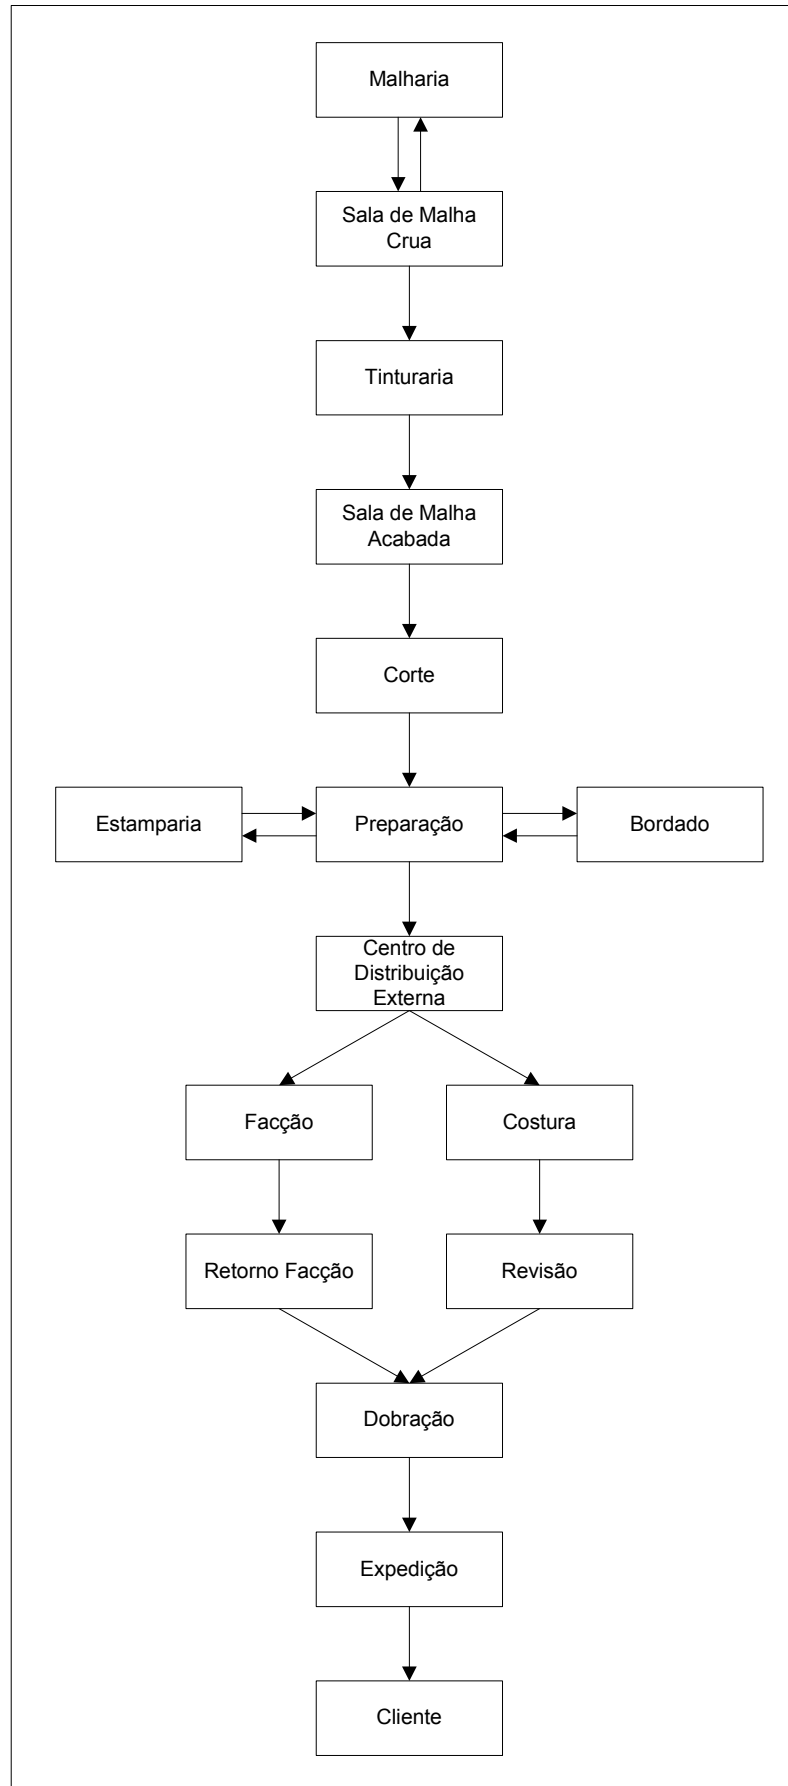 Malharia
Sala de Malha
Crua
Tinturaria
Sala de Malha
Acabada
Corte
Estamparia
Preparação
Bordado
Centro de
Distribuição
Externa
Facção
Costura
Retorno Facção
Revisão
Dobração
Expedição
Cliente